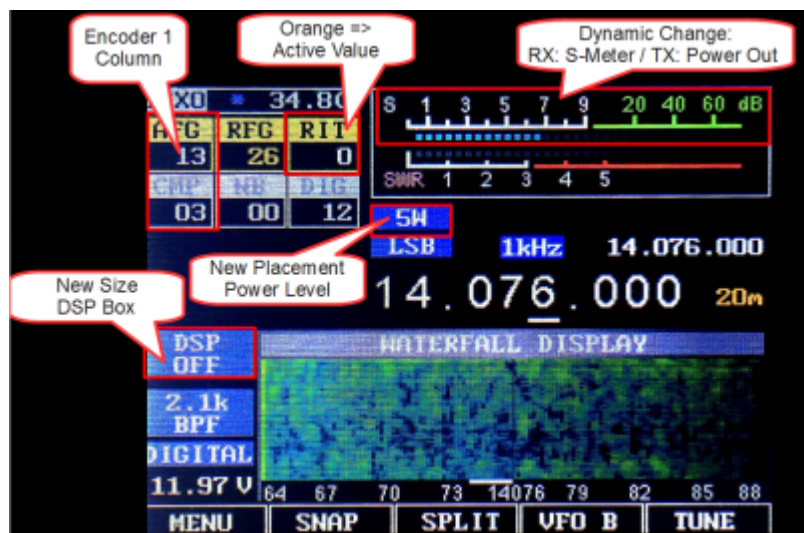 Encoder 1
Column
Orange =>
Active Value
Dynamic Change:
RX: S-Meter / TX: Power Out
* 34.80
S 1 3 5 7 9 20 40 60 dB
AFG RFG RIT
13 26 0
CMP NB DIG
03 00 12
SWR 1 2 3 4 5
5W
LSB 1kHz 14.076.000
New Placement
Power Level
14.076.000 20m
New Size
DSP Box
DSP
OFF
WATERFALL DISPLAY
2.1k
BPF
DIGITAL
11.97 V
64 67 70 73 14076 79 82 85 88
MENU SNAP SPLIT VFO B TUNE